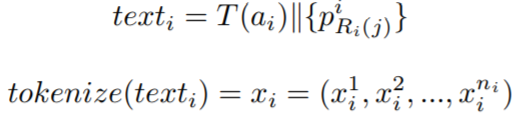 $text_i = T(a_i) \| \{p^i_{R_i(j)}\}$
$tokenize(text_i) = x_i = (x_i^1, x_i^2, ..., x_i^{n_i})$